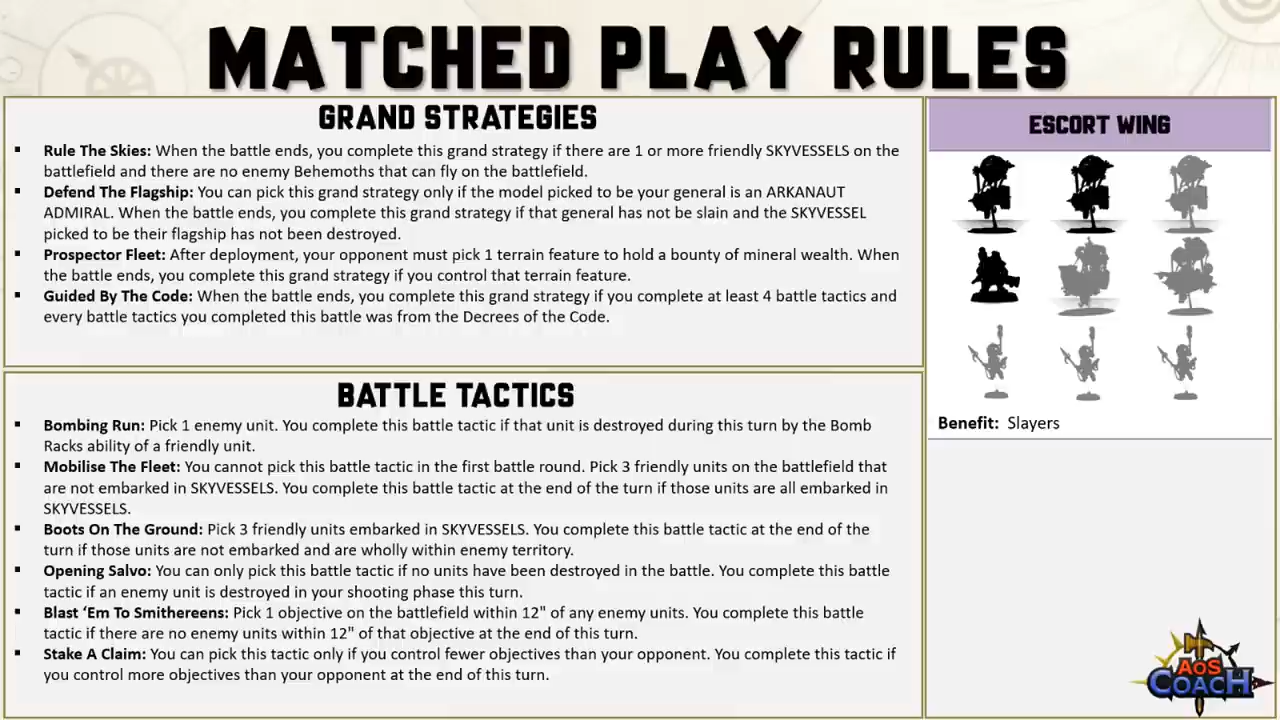 MATCHED PLAY RULES
GRAND STRATEGIES
▪ Rule The Skies: When the battle ends, you complete this grand strategy if there are 1 or more friendly SKYVESSELS on the
battlefield and there are no enemy Behemoths that can fly on the battlefield.
▪ Defend The Flagship: You can pick this grand strategy only if the model picked to be your general is an ARKANAUT
ADMIRAL. When the battle ends, you complete this grand strategy if that general has not be slain and the SKYVESSEL
picked to be their flagship has not been destroyed.
▪ Prospector Fleet: After deployment, your opponent must pick 1 terrain feature to hold a bounty of mineral wealth. When
the battle ends, you complete this grand strategy if you control that terrain feature.
▪ Guided By The Code: When the battle ends, you complete this grand strategy if you complete at least 4 battle tactics and
every battle tactics you completed this battle was from the Decrees of the Code.
BATTLE TACTICS
▪ Bombing Run: Pick 1 enemy unit. You complete this battle tactic if that unit is destroyed during this turn by the Bomb
Racks ability of a friendly unit.
▪ Mobilise The Fleet: You cannot pick this battle tactic in the first battle round. Pick 3 friendly units on the battlefield that
are not embarked in SKYVESSELS. You complete this battle tactic at the end of the turn if those units are all embarked in
SKYVESSELS.
▪ Boots On The Ground: Pick 3 friendly units embarked in SKYVESSELS. You complete this battle tactic at the end of the
turn if those units are not embarked and are wholly within enemy territory.
▪ Opening Salvo: You can only pick this battle tactic if no units have been destroyed in the battle. You complete this battle
tactic if an enemy unit is destroyed in your shooting phase this turn.
▪ Blast ‘Em To Smithereens: Pick 1 objective on the battlefield within 12" of any enemy units. You complete this battle
tactic if there are no enemy units within 12" of that objective at the end of this turn.
▪ Stake A Claim: You can pick this tactic only if you control fewer objectives than your opponent. You complete this tactic if
you control more objectives than your opponent at the end of this turn.
ESCORT WING
Benefit: Slayers
AoS
COACH